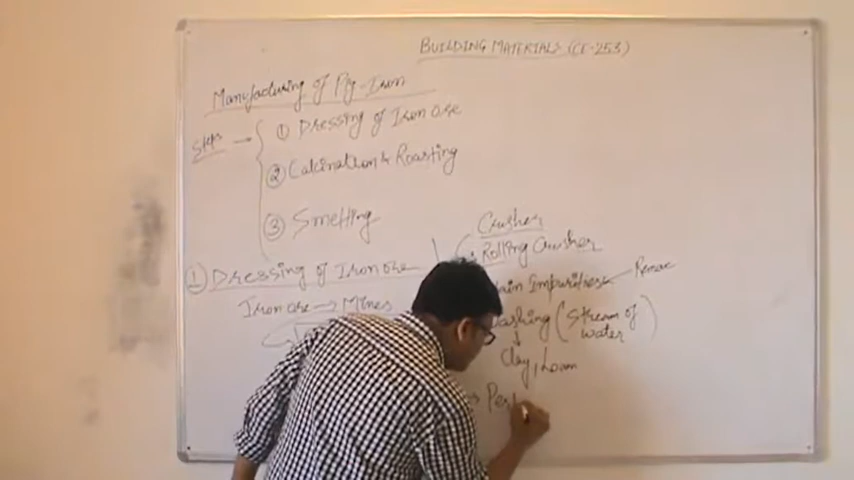 BUILDING MATERIALS (CE-253)
Manufacturing of Pig-Iron
Steps → ① Dressing of Iron ore
② Calcination & Roasting
③ Smelting
① Dressing of Iron ore
Iron ore → Mines
Crusher
Rolling Crusher
Impurities Remove
washing (Stream of water)
Clay, Loam